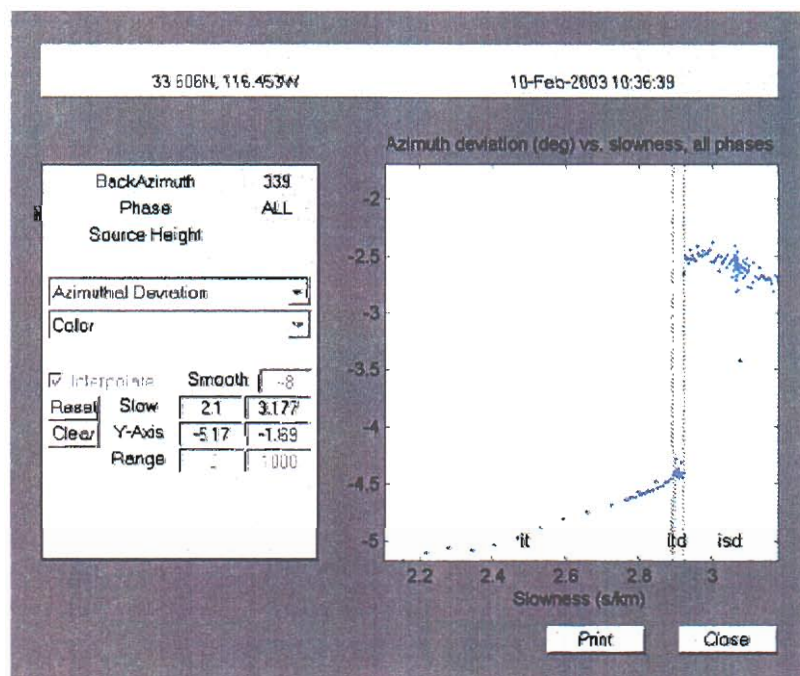 33.606N, 116.453W 10-Feb-2003 10:36:39
BackAzimuth 339
Phase ALL
Source Height
Azimuthal Deviation
Color
Interpolate Smooth -8
Reset Slow 2.1 3.177
Clear Y-Axis -5.17 -1.69
Range 1000
Azimuth deviation (deg) vs. slowness, all phases
-2
-2.5
-3
-3.5
-4
-4.5
-5
it itd isd
2.2 2.4 2.6 2.8 3
Slowness (s/km)
Print Close